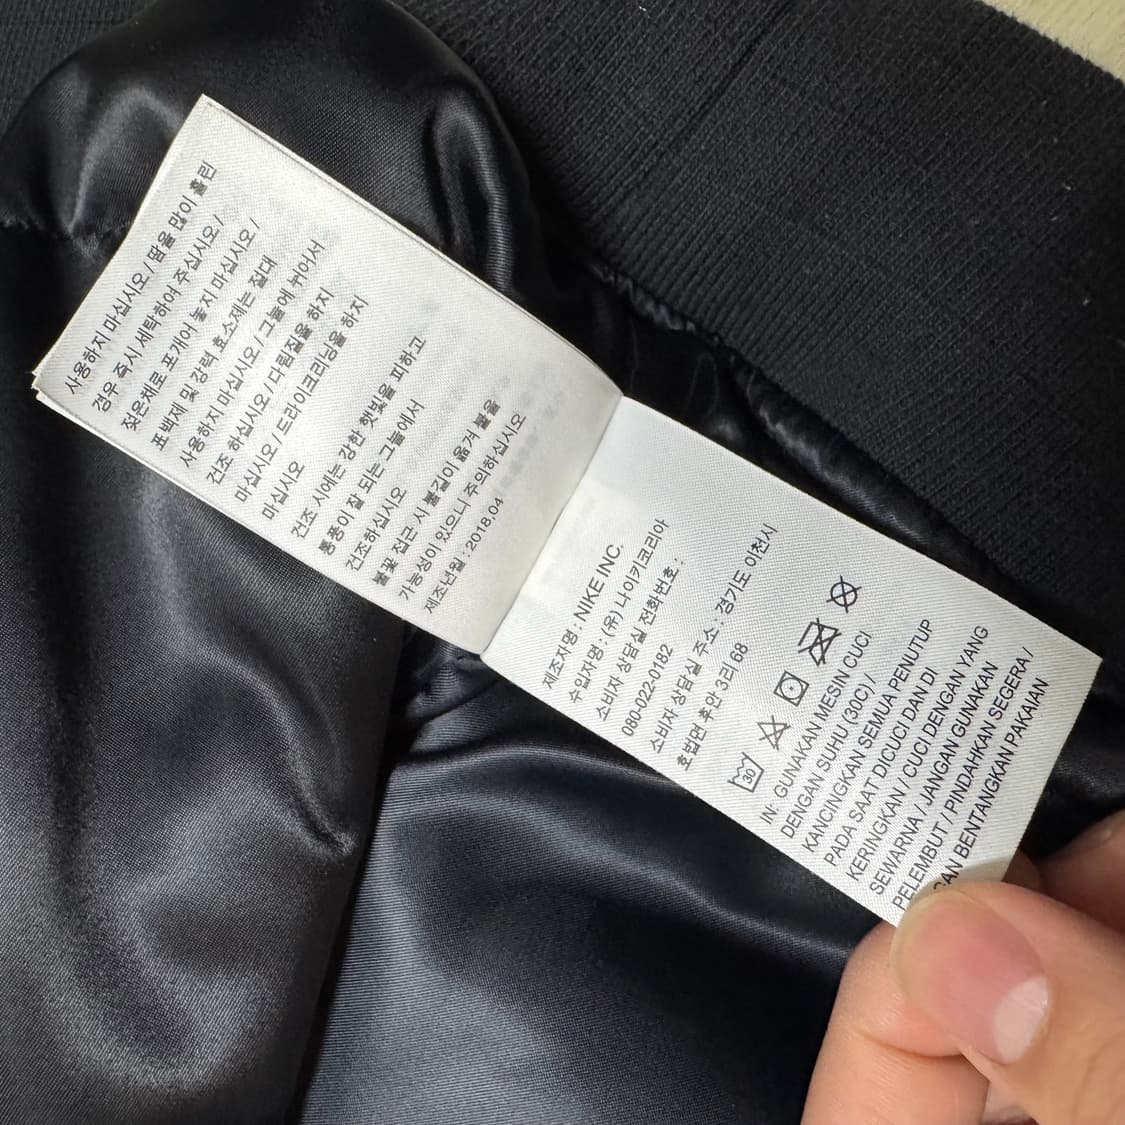 사용하지 마십시오 / 땀을 많이 흘린
경우 즉시 세탁하여 주십시오 /
젖은채로 포개어 놓지 마십시오 /
표백제 및 강력 효소제는 절대
사용하지 마십시오 / 그늘에 뉘어서
건조 하십시오 / 다림질을 하지
마십시오 / 드라이크리닝을 하지
마십시오
건조 시에는 강한 햇빛을 피하고
통풍이 잘 되는 그늘에서
건조하십시오
불꽃 접근 시 불길이 옮겨 붙을
가능성이 있으니 주의하십시오
제조년월 : 2018.04
제조자명 : NIKE INC.
수입자명 : (유) 나이키코리아
소비자 상담실 전화번호 :
080-022-0182
소비자 상담실 주소 : 경기도 이천시
호법면 후안 3리 68
30
IN: GUNAKAN MESIN CUCI
DENGAN SUHU (30C) /
KANCINGKAN SEMUA PENUTUP
PADA SAAT DICUCI DAN DI
KERINGKAN / CUCI DENGAN YANG
SEWARNA / JANGAN GUNAKAN
PELEMBUT / PINDAHKAN SEGERA /
GAN BENTANGKAN PAKAIAN